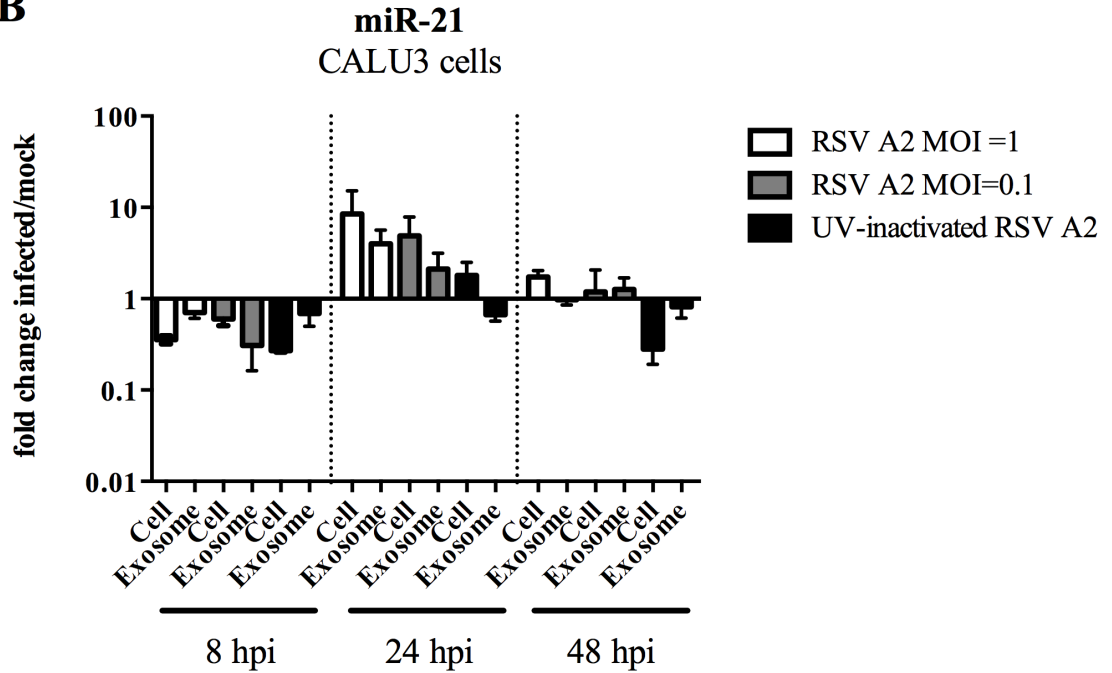 B
miR-21
CALU3 cells
fold change infected/mock
100
10
1
0.1
0.01
RSV A2 MOI =1
RSV A2 MOI=0.1
UV-inactivated RSV A2
Cell
Exosome
Cell
Exosome
Cell
Exosome
Cell
Exosome
Cell
Exosome
Cell
Exosome
Cell
Exosome
Cell
Exosome
Cell
Exosome
8 hpi
24 hpi
48 hpi